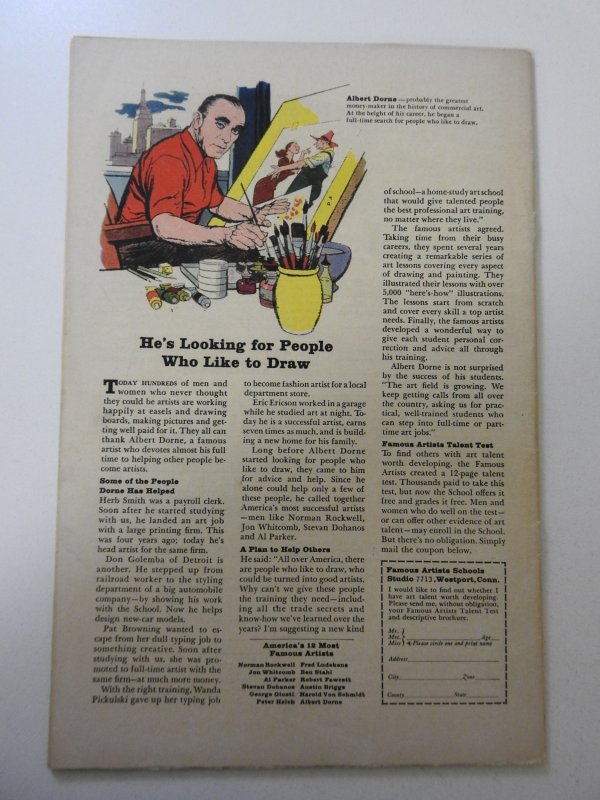 Albert Dorne—probably the greatest
money-maker in the history of commercial art.
At the height of his career, he began a
full-time search for people who like to draw.
He's Looking for People
Who Like to Draw
TODAY HUNDREDS of men and
women who never thought
they could be artists are working
happily at easels and drawing
boards, making pictures and get-
ting well paid for it. They all can
thank Albert Dorne, a famous
artist who devotes almost his full
time to helping other people be-
come artists.
Some of the People
Dorne Has Helped
Herb Smith was a payroll clerk.
Soon after he started studying
with us, he landed an art job
with a large printing firm. This
was four years ago; today he's
head artist for the same firm.
Don Golemba of Detroit is
another. He stepped up from
railroad worker to the styling
department of a big automobile
company—by showing his work
with the School. Now he helps
design new-car models.
Pat Browning wanted to es-
cape from her dull typing job to
something creative. Soon after
studying with us, she was pro-
moted to full-time artist with the
same firm—at much more money.
With the right training, Wanda
Pickulski gave up her typing job
to become fashion artist for a local
department store.
Eric Ericson worked in a garage
while he studied art at night. To-
day he is a successful artist, earns
seven times as much, and is build-
ing a new home for his family.
Long before Albert Dorne
started looking for people who
like to draw, they came to him
for advice and help. Since he
alone could help only a few of
these people, he called together
America's most successful artists
—men like Norman Rockwell,
Jon Whitcomb, Stevan Dohanos
and Al Parker.
A Plan to Help Others
He said: "All over America, there
are people who like to draw, who
could be turned into good artists.
Why can't we give these people
the training they need—includ-
ing all the trade secrets and
know-how we've learned over the
years? I'm suggesting a new kind
America's 12 Most
Famous Artists
Norman Rockwell Fred Ludekens
Jon Whitcomb Ben Stahl
Al Parker Robert Fawcett
Stevan Dohanos Austin Briggs
George Giusti Harold Von Schmidt
Peter Helck Albert Dorne
of school—a home-study art school
that would give talented people
the best professional art training,
no matter where they live."
The famous artists agreed.
Taking time from their busy
careers, they spent several years
creating a remarkable series of
art lessons covering every aspect
of drawing and painting. They
illustrated their lessons with over
5,000 "here's-how" illustrations.
The lessons start from scratch
and cover every skill a top artist
needs. Finally, the famous artists
developed a wonderful way to
give each student personal cor-
rection and advice all through
his training.
Albert Dorne is not surprised
by the success of his students.
"The art field is growing. We
keep getting calls from all over
the country, asking us for prac-
tical, well-trained students who
can step into full-time or part-
time art jobs."
Famous Artists Talent Test
To find others with art talent
worth developing, the Famous
Artists created a 12-page talent
test. Thousands paid to take this
test, but now the School offers it
free and grades it free. Men and
women who do well on the test—
or can offer other evidence of art
talent—may enroll in the School.
But there's no obligation. Simply
mail the coupon below.
Famous Artists Schools
Studio 7713, Westport, Conn.
I would like to find out whether I
have art talent worth developing.
Please send me, without obligation,
your Famous Artists Talent Test
and descriptive brochure.
Mr.
Mrs. Age
Miss Please circle one and print name
Address
City Zone
County State